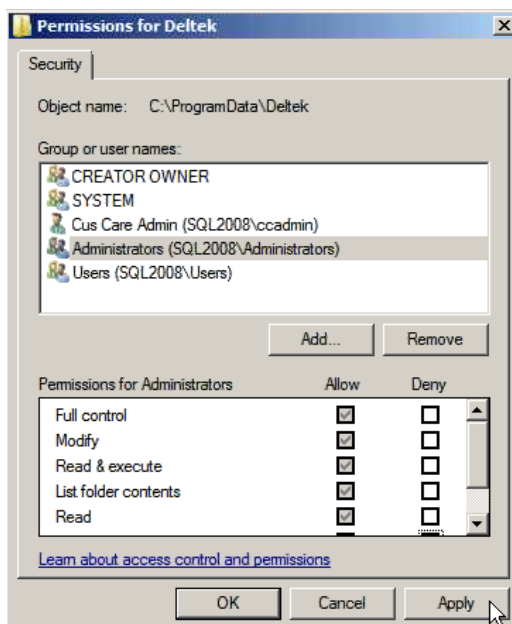 Permissions for Deltek
Security
Object name: C:\ProgramData\Deltek
Group or user names:
CREATOR OWNER
SYSTEM
Cus Care Admin (SQL2008\ccadmin)
Administrators (SQL2008\Administrators)
Users (SQL2008\Users)
Add... Remove
Permissions for Administrators Allow Deny
Full control
Modify
Read & execute
List folder contents
Read
Learn about access control and permissions
OK Cancel Apply